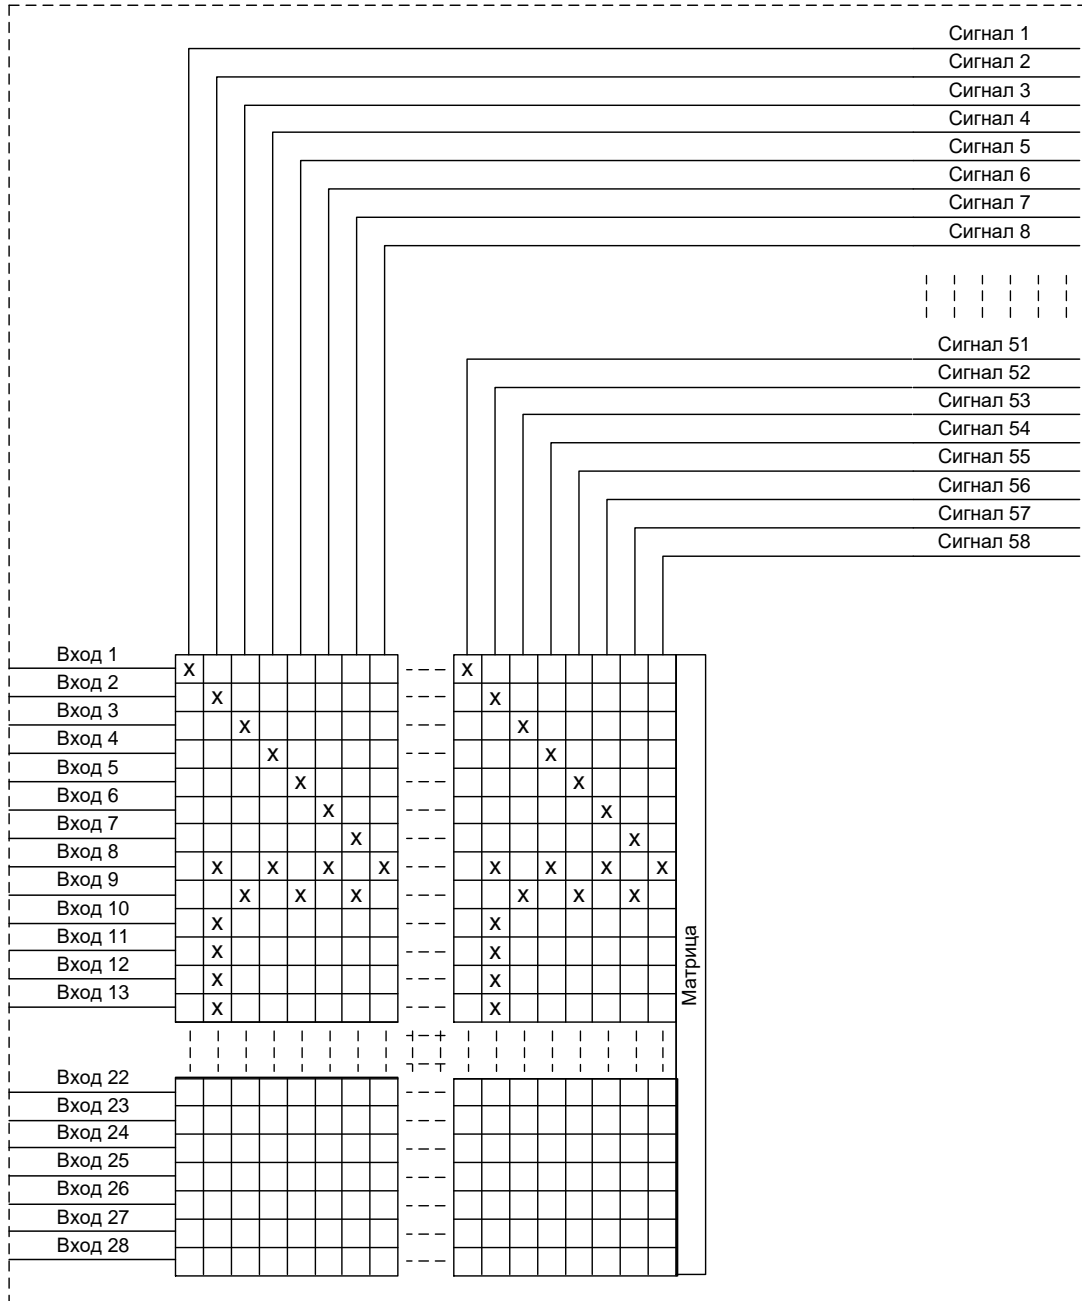 Сигнал 1
Сигнал 2
Сигнал 3
Сигнал 4
Сигнал 5
Сигнал 6
Сигнал 7
Сигнал 8
Сигнал 51
Сигнал 52
Сигнал 53
Сигнал 54
Сигнал 55
Сигнал 56
Сигнал 57
Сигнал 58
Вход 1
x x
Вход 2
x x
Вход 3
x x
Вход 4
x x
Вход 5
x x
Вход 6
x x
Вход 7
x x
Вход 8
x x x x x x x x
Вход 9
x x x x x x
Вход 10
x x
Вход 11
x x
Вход 12
x x
Вход 13
x x
Матрица
Вход 22
Вход 23
Вход 24
Вход 25
Вход 26
Вход 27
Вход 28